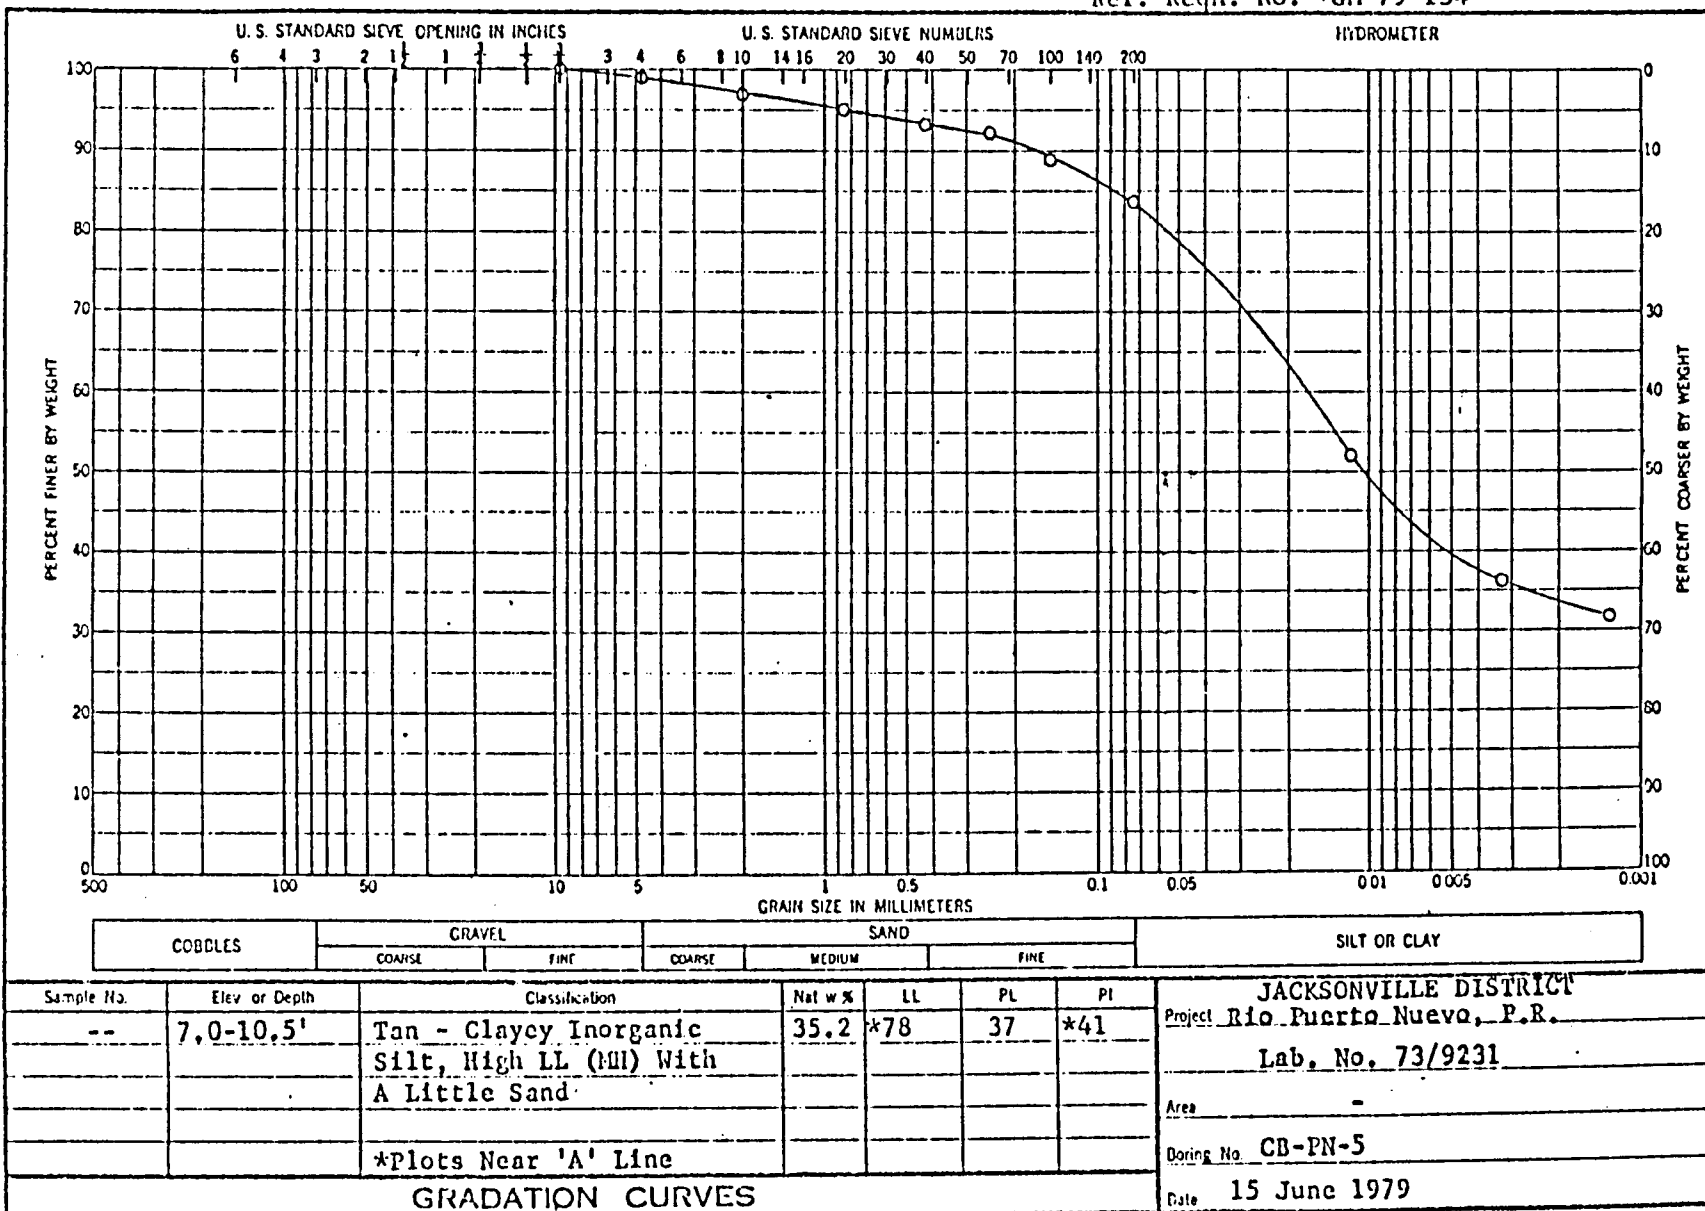 U. S. STANDARD SIEVE OPENING IN INCHES
U. S. STANDARD SIEVE NUMBERS
HYDROMETER
6 4 3 2 1 3 4 6 8 10 14 16 20 30 40 50 70 100 140 200
100 0
90 10
80 20
70 30
60 40
50 50
40 60
30 70
20 80
10 90
0 100
PERCENT FINER BY WEIGHT
PERCENT COARSER BY WEIGHT
500 100 50 10 5 1 0.5 0.1 0.05 0.01 0.005 0.001
GRAIN SIZE IN MILLIMETERS
COBBLES GRAVEL SAND SILT OR CLAY
COARSE FINE COARSE MEDIUM FINE
Sample No. Elev or Depth Classification Nat w % LL PL PI
-- 7.0-10.5' Tan - Clayey Inorganic 35.2 *78 37 *41
Silt, High LL (MH) With
A Little Sand
*Plots Near 'A' Line
GRADATION CURVES
JACKSONVILLE DISTRICT
Project Rio Puerto Nuevo, P.R.
Lab. No. 73/9231
Area -
Boring No. CB-PN-5
Date 15 June 1979